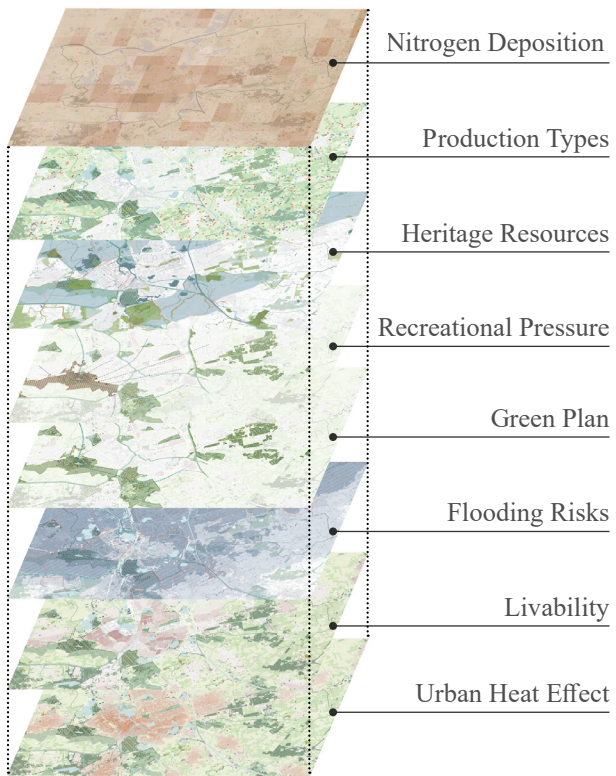 Nitrogen Deposition
Production Types
Heritage Resources
Recreational Pressure
Green Plan
Flooding Risks
Livability
Urban Heat Effect